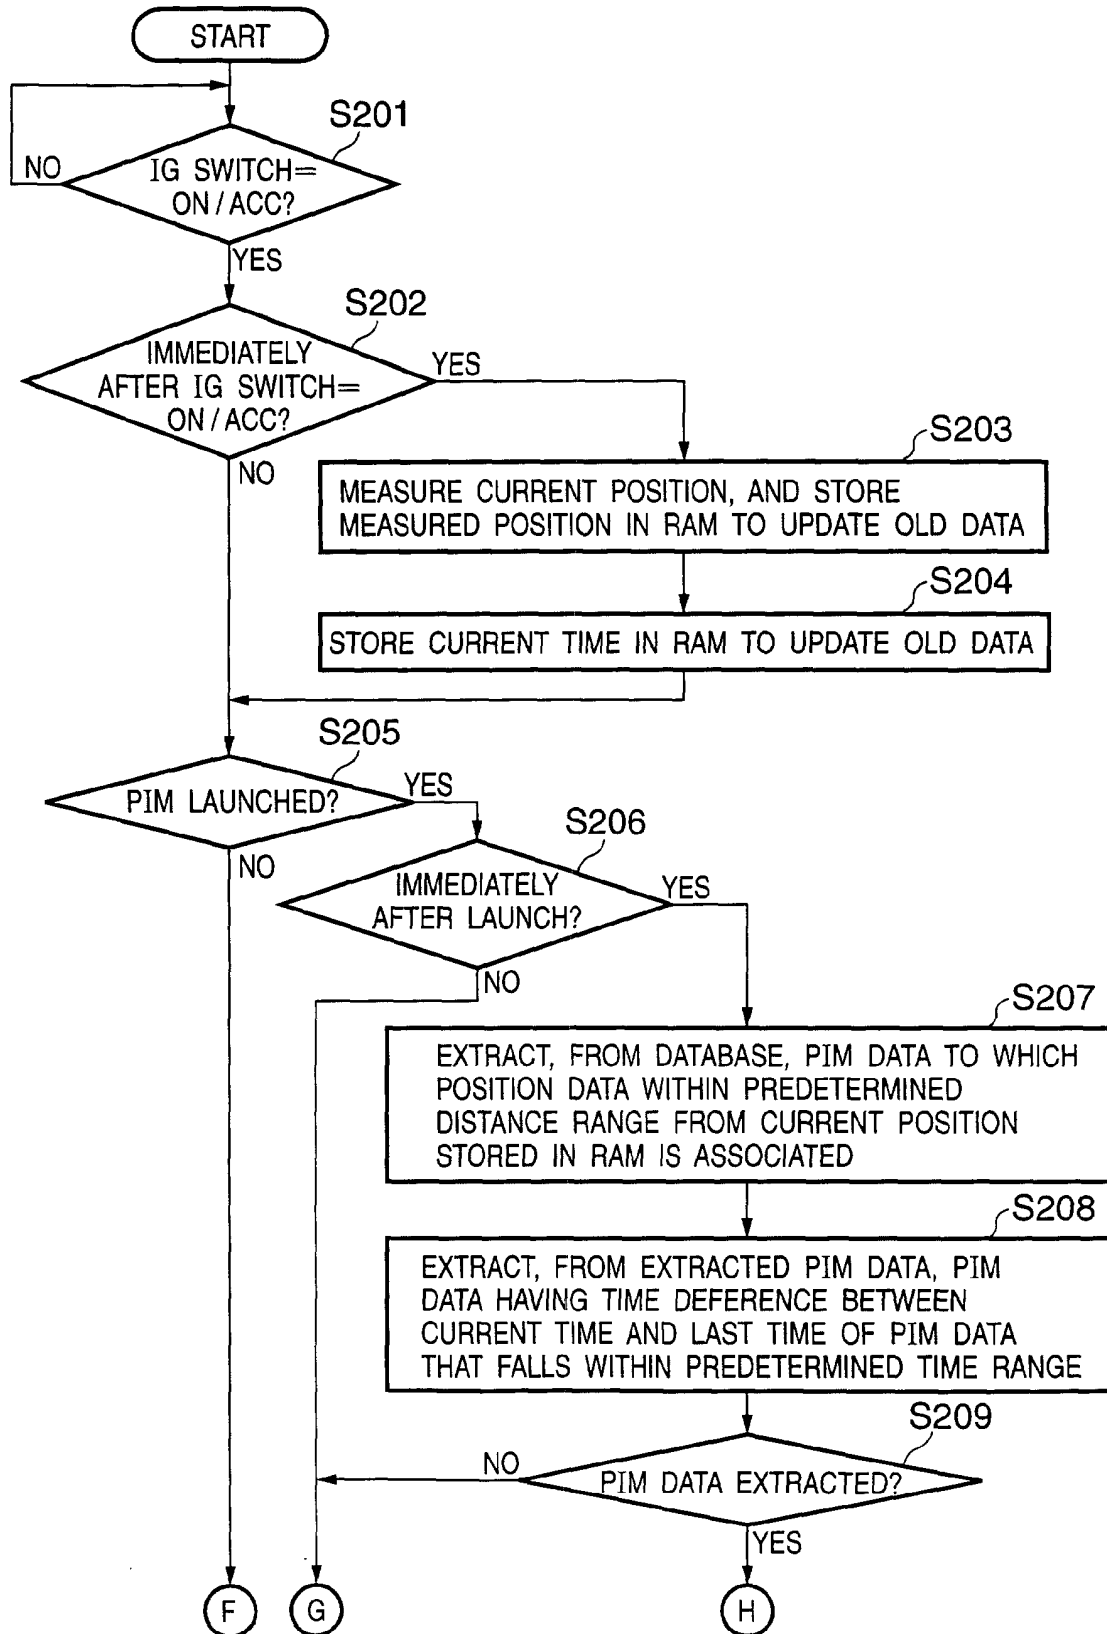 START
S201
NO
IG SWITCH=
ON/ACC?
YES
S202
IMMEDIATELY
AFTER IG SWITCH=
ON/ACC?
YES
NO
S203
MEASURE CURRENT POSITION, AND STORE
MEASURED POSITION IN RAM TO UPDATE OLD DATA
S204
STORE CURRENT TIME IN RAM TO UPDATE OLD DATA
S205
PIM LAUNCHED?
YES
NO
S206
IMMEDIATELY
AFTER LAUNCH?
YES
NO
S207
EXTRACT, FROM DATABASE, PIM DATA TO WHICH
POSITION DATA WITHIN PREDETERMINED
DISTANCE RANGE FROM CURRENT POSITION
STORED IN RAM IS ASSOCIATED
S208
EXTRACT, FROM EXTRACTED PIM DATA, PIM
DATA HAVING TIME DEFERENCE BETWEEN
CURRENT TIME AND LAST TIME OF PIM DATA
THAT FALLS WITHIN PREDETERMINED TIME RANGE
S209
NO
PIM DATA EXTRACTED?
YES
F
G
H